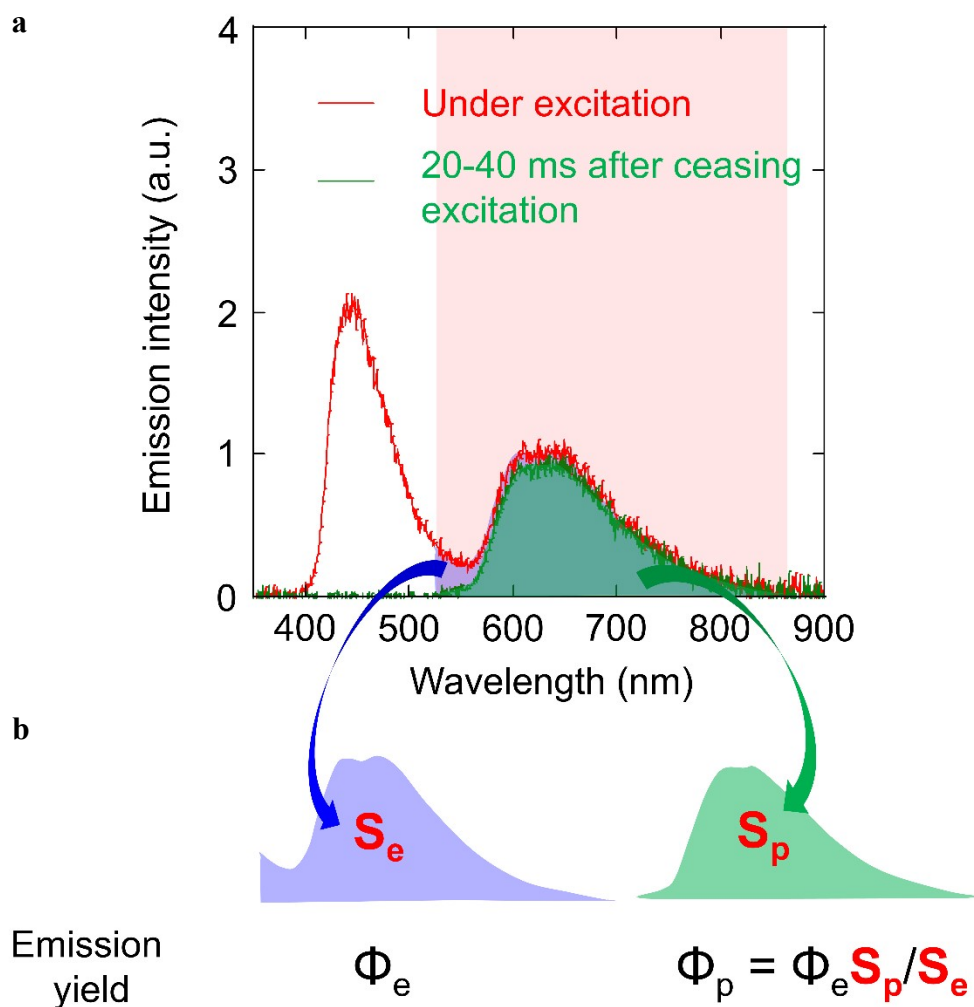 a
4
3
2
1
0
Emission intensity (a.u.)
Under excitation
20-40 ms after ceasing
excitation
400 500 600 700 800 900
Wavelength (nm)
b
Se
Sp
Emission
yield
Φe
Φp = ΦeSp/Se